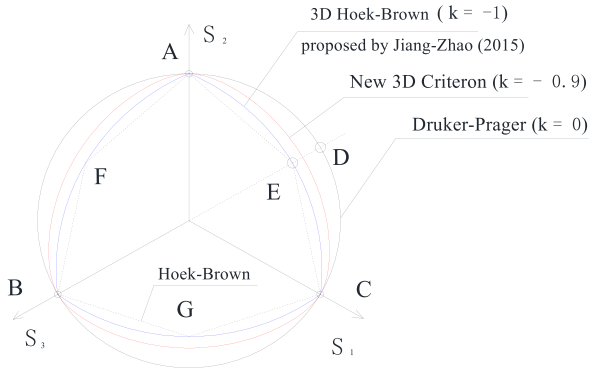 3D Hoek-Brown (k = -1)
proposed by Jiang-Zhao (2015)
New 3D Criteron (k = - 0.9)
Druker-Prager (k = 0)
S 2
A
D
E
F
Hoek-Brown
B
G
C
S 3
S 1